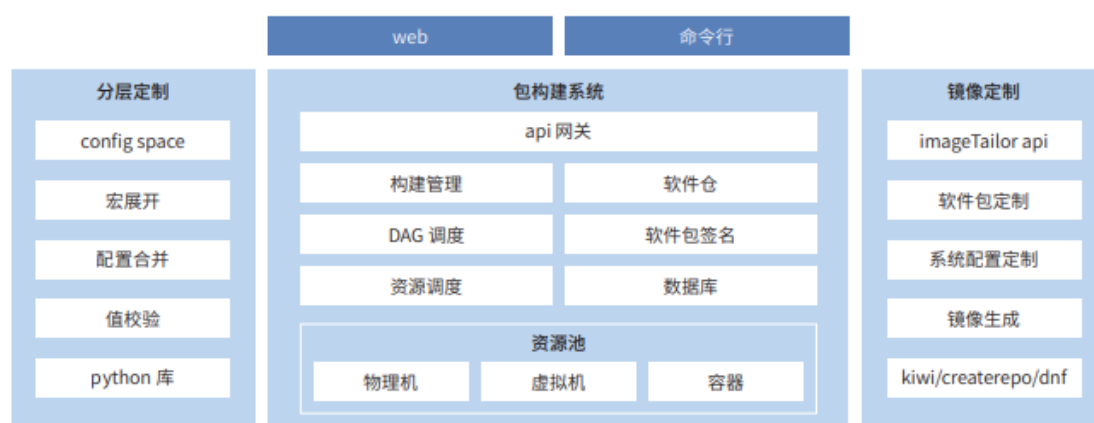 web
命令行
分层定制
config space
宏展开
配置合并
值校验
python 库
包构建系统
api 网关
构建管理
软件仓
DAG 调度
软件包签名
资源调度
数据库
资源池
物理机
虚拟机
容器
镜像定制
imageTailor api
软件包定制
系统配置定制
镜像生成
kiwi/createrepo/dnf